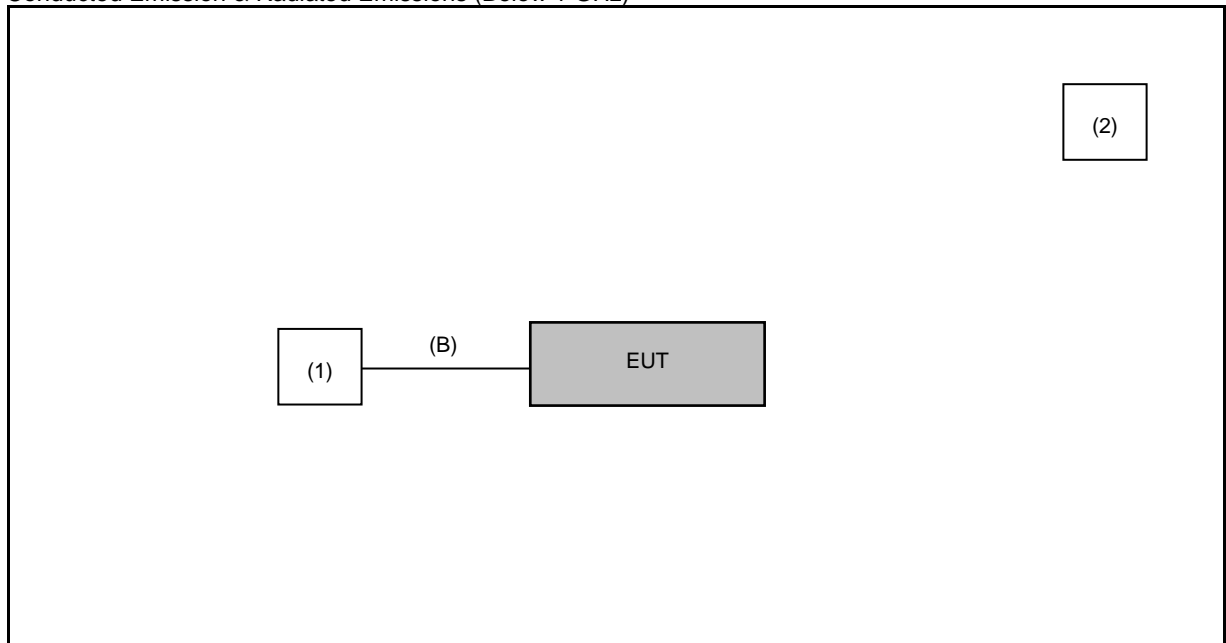 Conducted Emission & Radiated Emissions (Below 1 GHz)
(2)
(B)
(1)
EUT